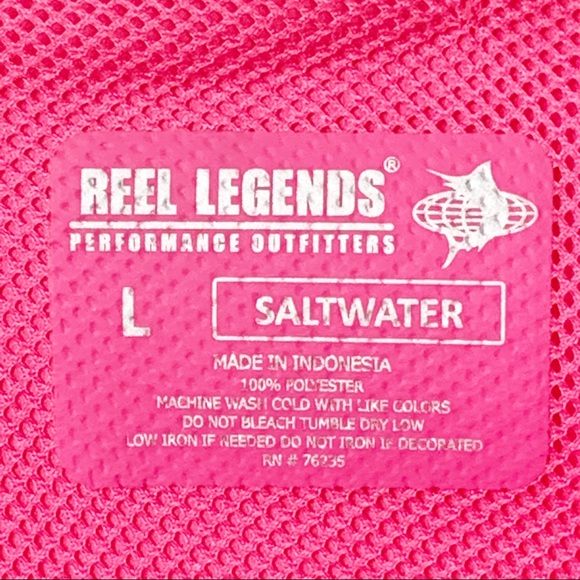 REEL LEGENDS®
PERFORMANCE OUTFITTERS
L
SALTWATER
MADE IN INDONESIA
100% POLYESTER
MACHINE WASH COLD WITH LIKE COLORS
DO NOT BLEACH TUMBLE DRY LOW
LOW IRON IF NEEDED DO NOT IRON IF DECORATED
RN # 76235